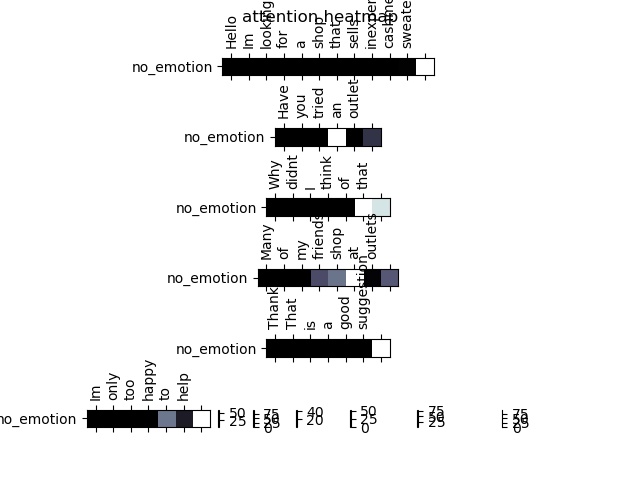 attention heatmap
Hello Im looking for a shop that sells cashme sweate
no_emotion
Have you tried an outlet
no_emotion
Why didnt I think of that
no_emotion
Many of my friends shop at outlets
no_emotion
Thank That is a good suggestion
no_emotion
Im only too happy to help
no_emotion
50 75 40 50 75 75
25 50 20 25 50 50
25 0 25 25
0 0